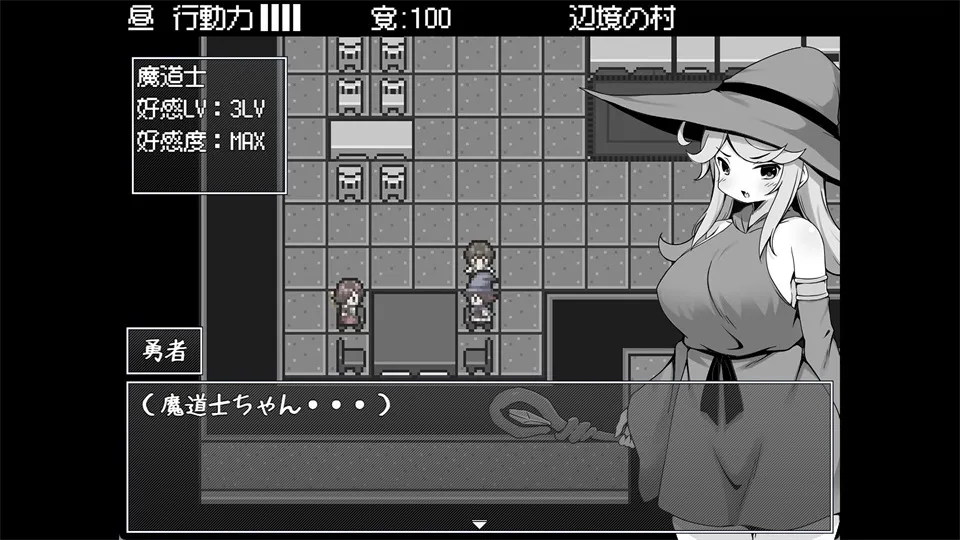 昼 行動力 寛:100 辺境の村
魔道士
好感LV:3LV
好感度:MAX
勇者
(魔道士ちゃん・・・)